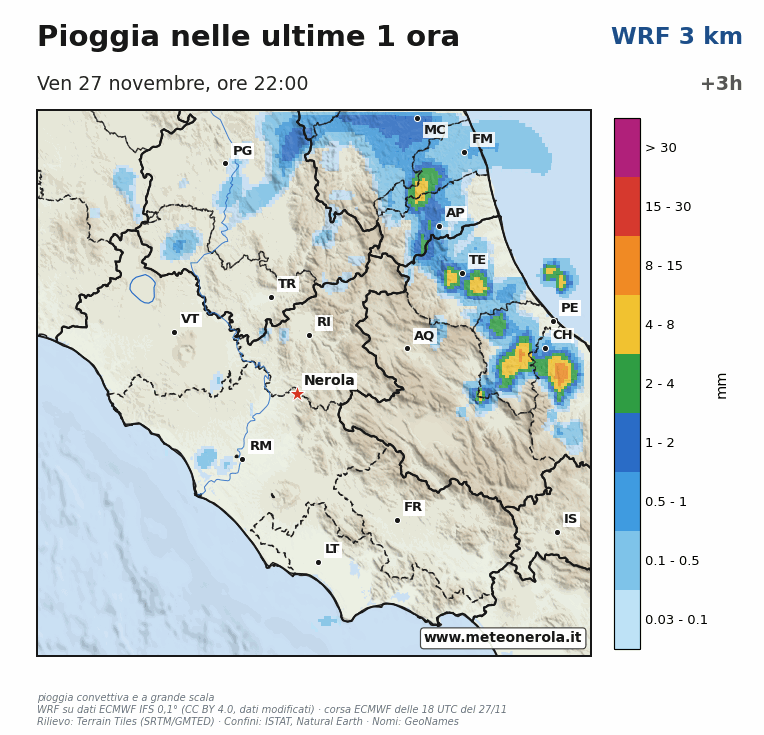 Pioggia nelle ultime 1 ora
WRF 3 km
Ven 27 novembre, ore 22:00
+3h
MC
FM
PG
AP
TE
TR
PE
VT
RI
AQ
CH
Nerola
RM
FR
IS
LT
www.meteonerola.it
> 30
15 - 30
8 - 15
4 - 8
2 - 4
mm
1 - 2
0.5 - 1
0.1 - 0.5
0.03 - 0.1
pioggia convettiva e a grande scala
WRF su dati ECMWF IFS 0,1° (CC BY 4.0, dati modificati) · corsa ECMWF delle 18 UTC del 27/11
Rilievo: Terrain Tiles (SRTM/GMTED) · Confini: ISTAT, Natural Earth · Nomi: GeoNames